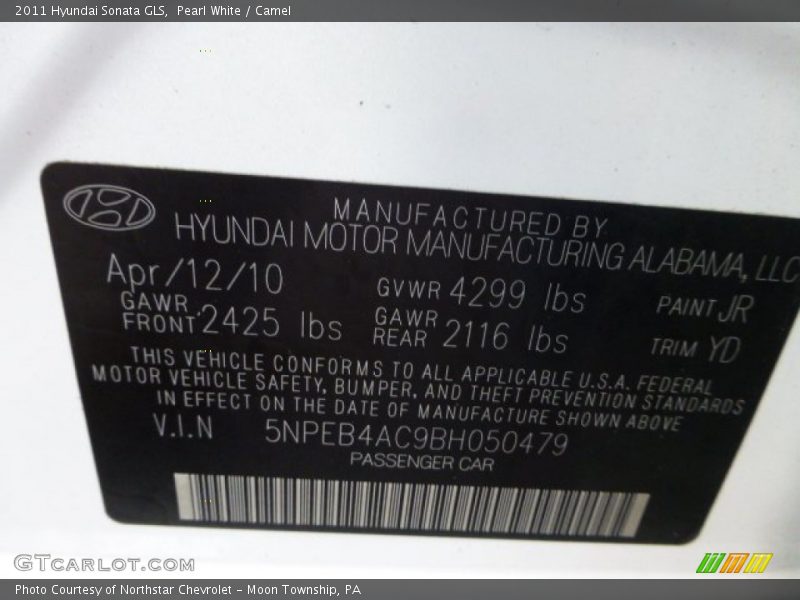 2011 Hyundai Sonata GLS, Pearl White / Camel
MANUFACTURED BY
HYUNDAI MOTOR MANUFACTURING ALABAMA, LLC
Apr/12/10 GVWR 4299 lbs PAINT JR
GAWR FRONT 2425 lbs GAWR REAR 2116 lbs TRIM YD
THIS VEHICLE CONFORMS TO ALL APPLICABLE U.S.A. FEDERAL
MOTOR VEHICLE SAFETY, BUMPER, AND THEFT PREVENTION STANDARDS
IN EFFECT ON THE DATE OF MANUFACTURE SHOWN ABOVE
V.I.N 5NPEB4AC9BH050479
PASSENGER CAR
GTCARLOT.COM
Photo Courtesy of Northstar Chevrolet - Moon Township, PA